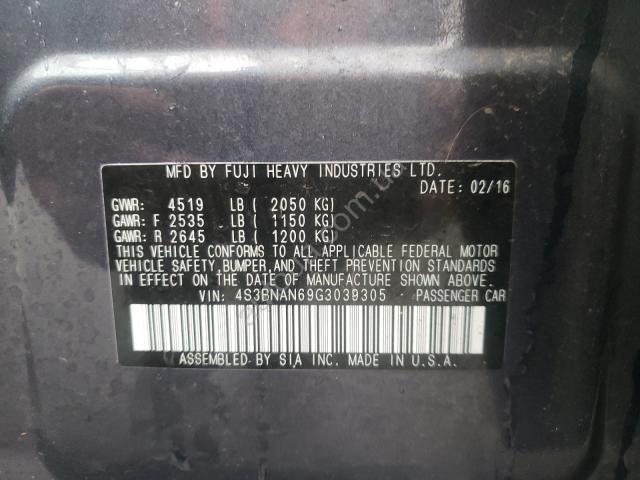 MFD BY FUJI HEAVY INDUSTRIES LTD.
DATE: 02/16
GVWR: 4519 LB ( 2050 KG)
GAWR: F 2535 LB ( 1150 KG)
GAWR: R 2645 LB ( 1200 KG)
THIS VEHICLE CONFORMS TO ALL APPLICABLE FEDERAL MOTOR
VEHICLE SAFETY,BUMPER,AND THEFT PREVENTION STANDARDS
IN EFFECT ON THE DATE OF MANUFACTURE SHOWN ABOVE.
VIN: 4S3BNAN69G3039305 PASSENGER CAR
ASSEMBLED BY SIA INC. MADE IN U.S.A.